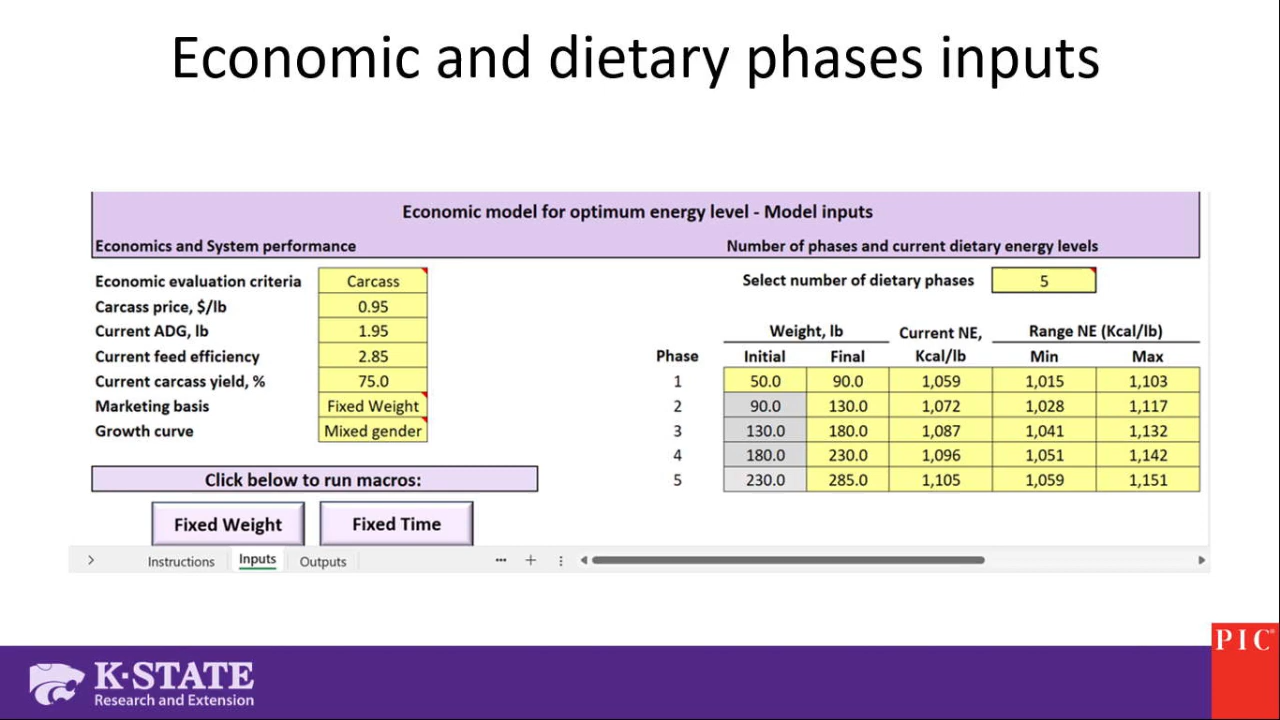 Economic and dietary phases inputs
Economic model for optimum energy level - Model inputs
Economics and System performance
Number of phases and current dietary energy levels
Economic evaluation criteria Carcass
Carcass price, $/lb 0.95
Current ADG, lb 1.95
Current feed efficiency 2.85
Current carcass yield, % 75.0
Marketing basis Fixed Weight
Growth curve Mixed gender
Click below to run macros:
Fixed Weight Fixed Time
Select number of dietary phases 5
Weight, lb Current NE, Range NE (Kcal/lb)
Phase Initial Final Kcal/lb Min Max
1 50.0 90.0 1,059 1,015 1,103
2 90.0 130.0 1,072 1,028 1,117
3 130.0 180.0 1,087 1,041 1,132
4 180.0 230.0 1,096 1,051 1,142
5 230.0 285.0 1,105 1,059 1,151
Instructions Inputs Outputs
K-STATE
Research and Extension
PIC®